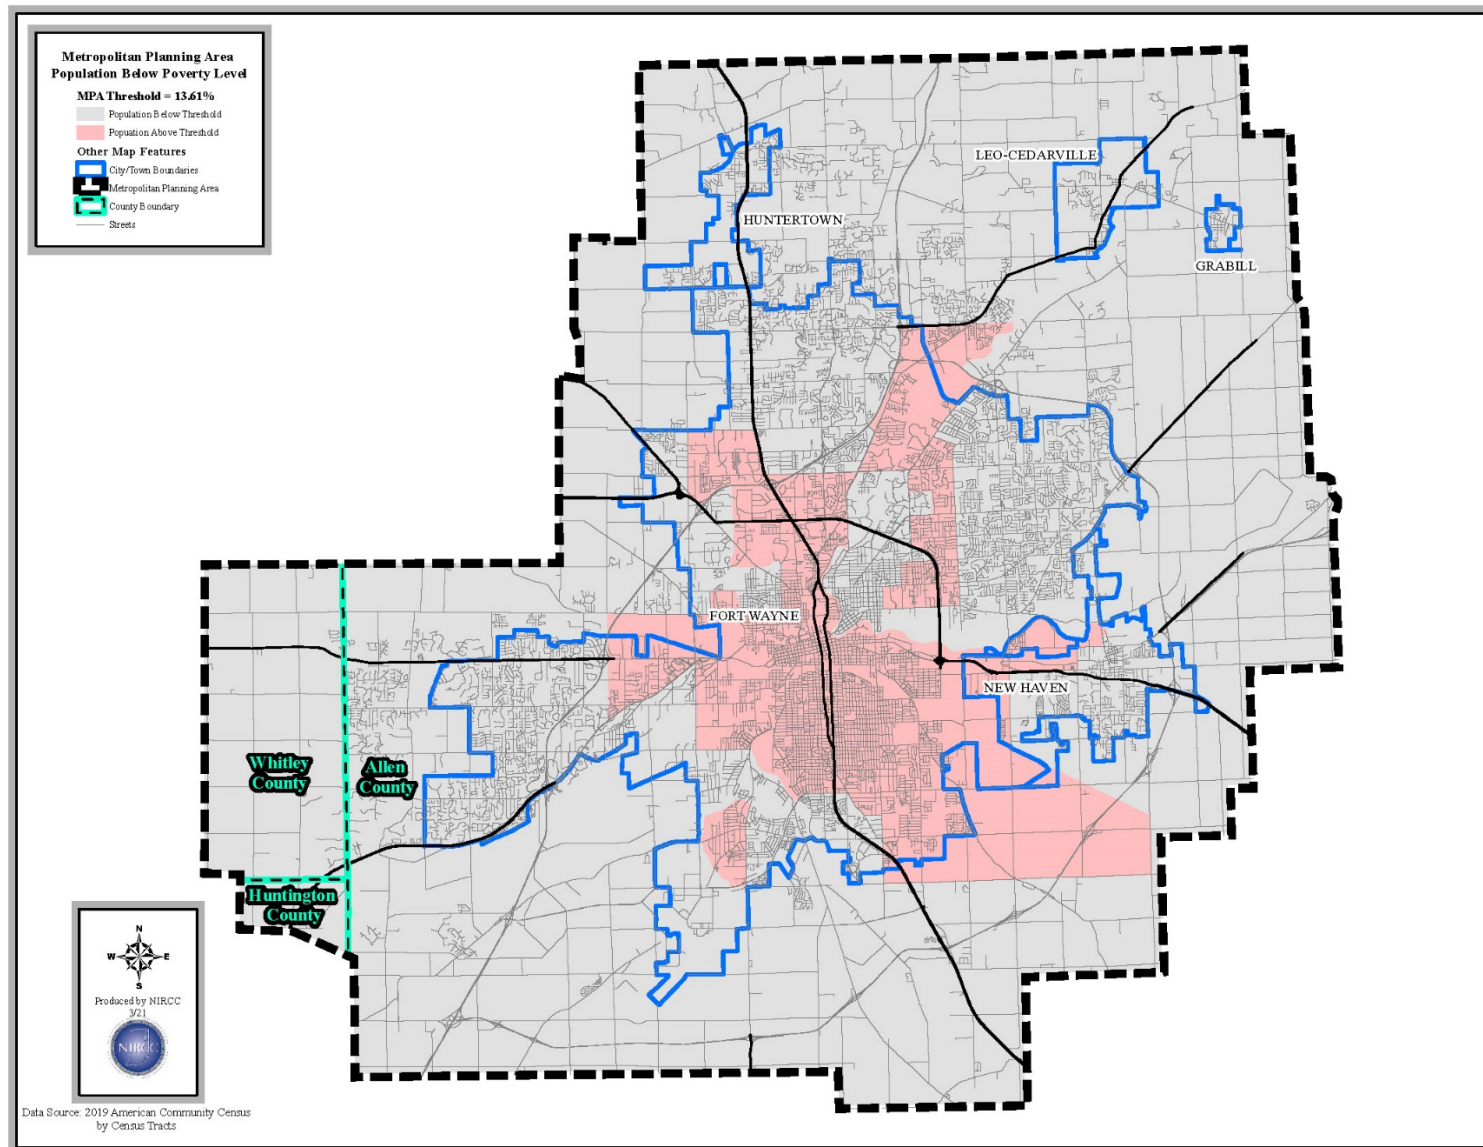 Metropolitan Planning Area
Population Below Poverty Level
MPA Threshold = 13.61%
Population Below Threshold
Popuation Above Threshold
Other Map Features
City/Town Boundaries
Metropolitan Planning Area
County Boundary
Streets
LEO-CEDARVILLE
HUNTERTOWN
GRABILL
FORT WAYNE
NEW HAVEN
Whitley
County
Allen
County
Huntington
County
N
W
E
S
Produced by NIRCC
3/21
NIRCC
Data Source: 2019 American Community Census
by Census Tracts